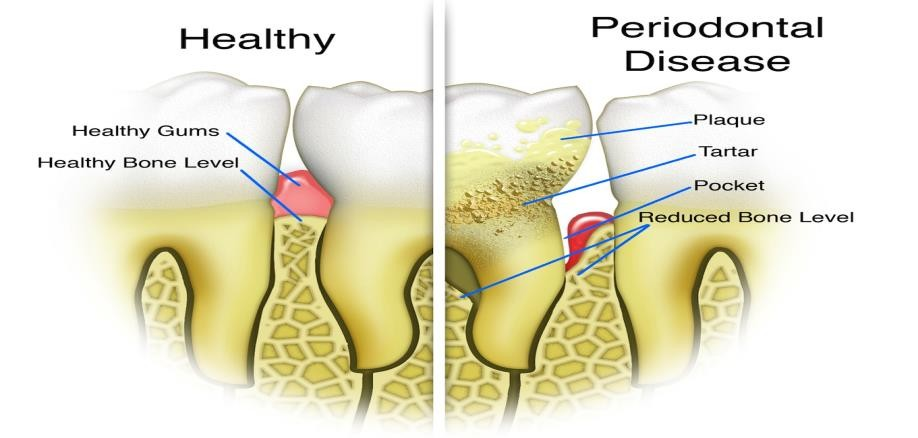 Healthy
Healthy Gums
Healthy Bone Level
Periodontal
Disease
Plaque
Tartar
Pocket
Reduced Bone Level